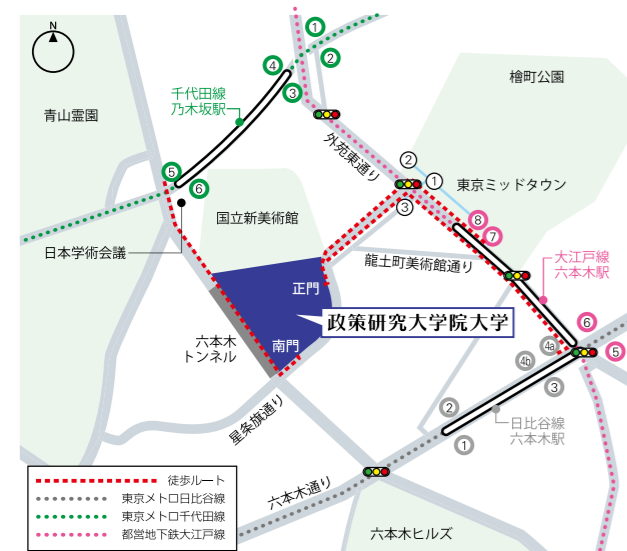 N
①
②
④
千代田線
乃木坂駅
③
檜町公園
青山霊園
外苑東通り
②
①
⑤
⑥
東京ミッドタウン
③
国立新美術館
⑧
⑦
日本学術会議
龍土町美術館通り
大江戸線
六本木駅
正門
政策研究大学院大学
⑥
六本木
トンネル
南門
4a
⑤
4b
③
星条旗通り
②
①
日比谷線
六本木駅
六本木通り
六本木ヒルズ
徒歩ルート
東京メトロ日比谷線
東京メトロ千代田線
都営地下鉄大江戸線